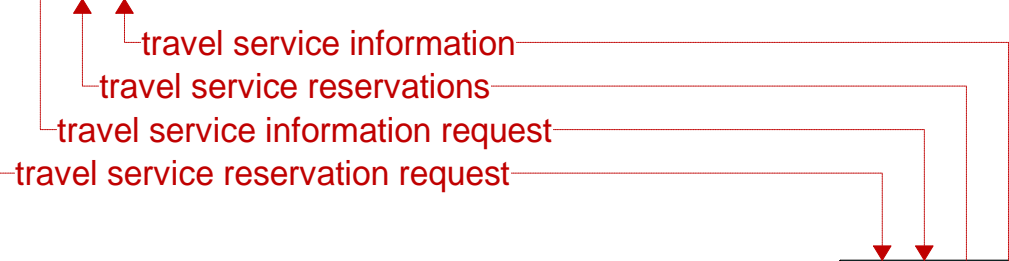 travel service information
travel service reservations
travel service information request
travel service reservation request